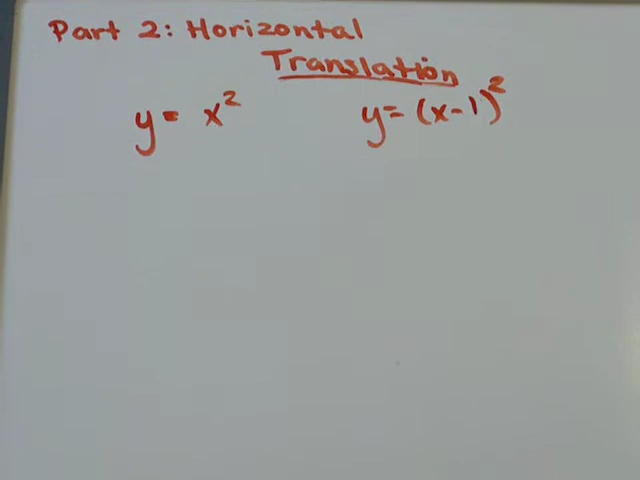 Part 2: Horizontal
Translation
y = x² y = (x-1)²